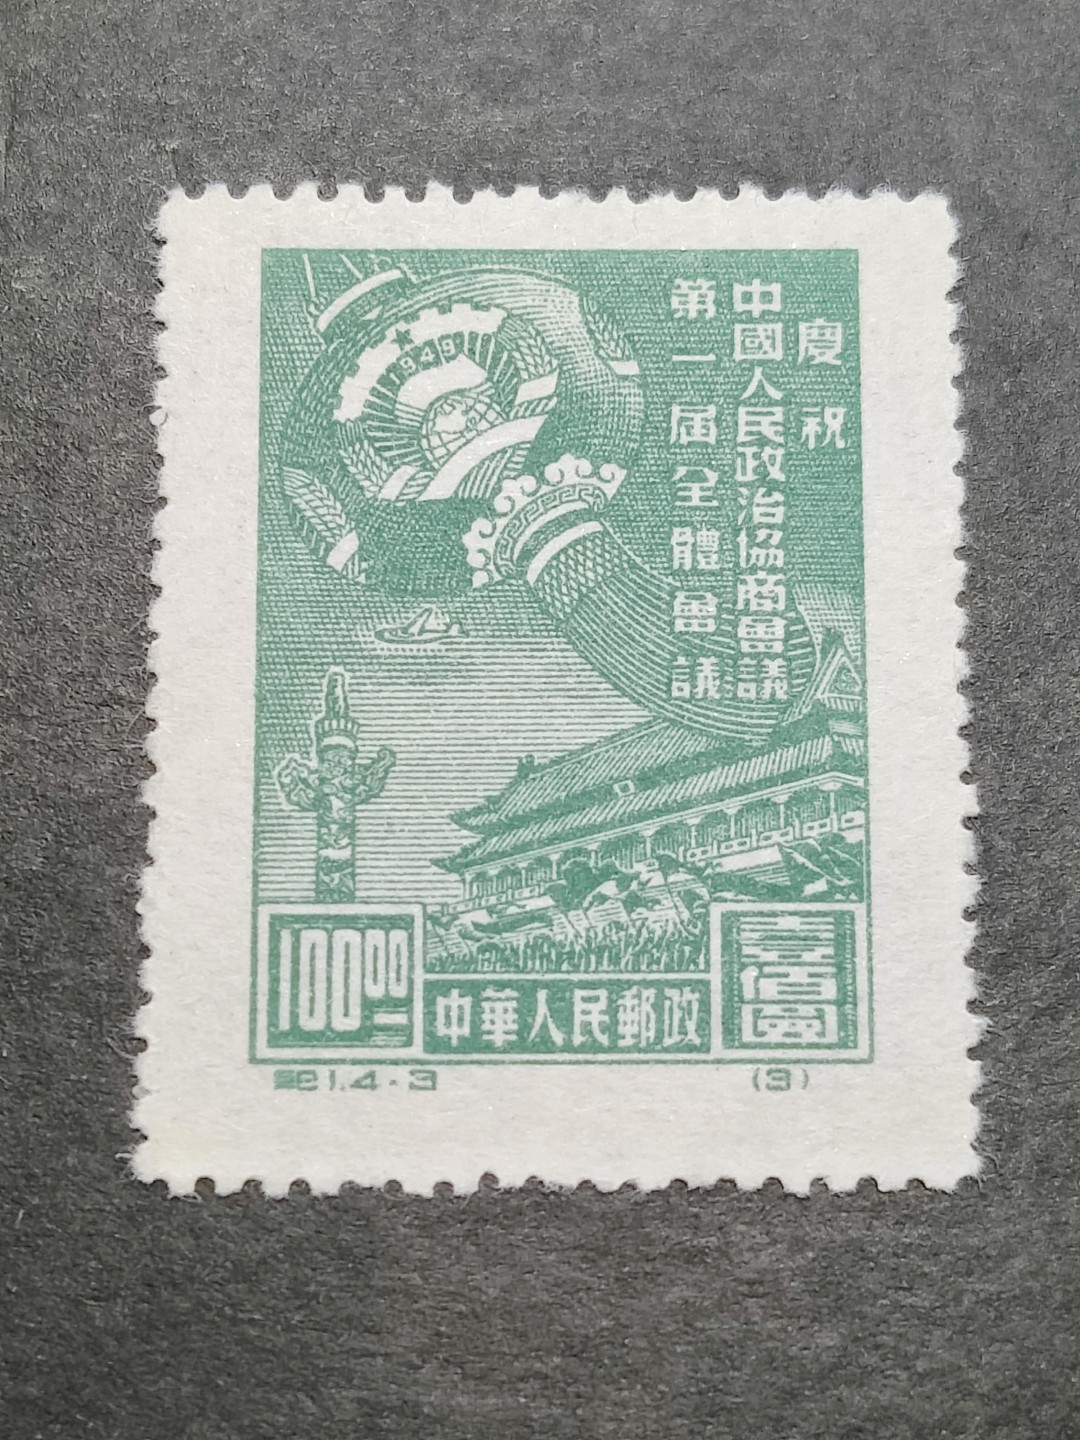 慶祝
中國人民政治協商會議
第一屆全體會議
1949
100.00
中華人民郵政
壹佰圓
紀1.4-3
(3)